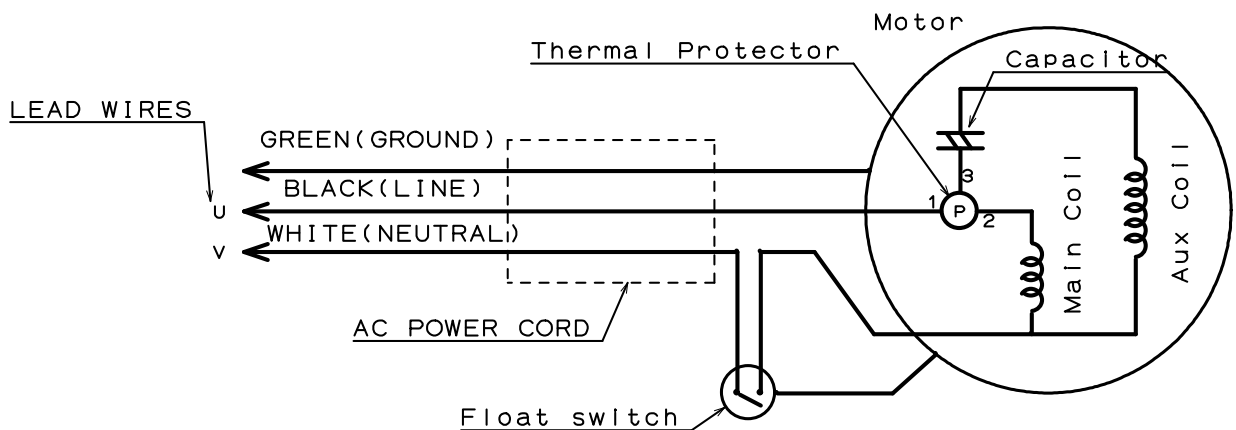 Motor
Thermal Protector
Capacitor
LEAD WIRES
GREEN(GROUND)
BLACK(LINE)
U
WHITE(NEUTRAL)
V
3
1
P
2
Main Coil
Aux Coil
AC POWER CORD
Float switch